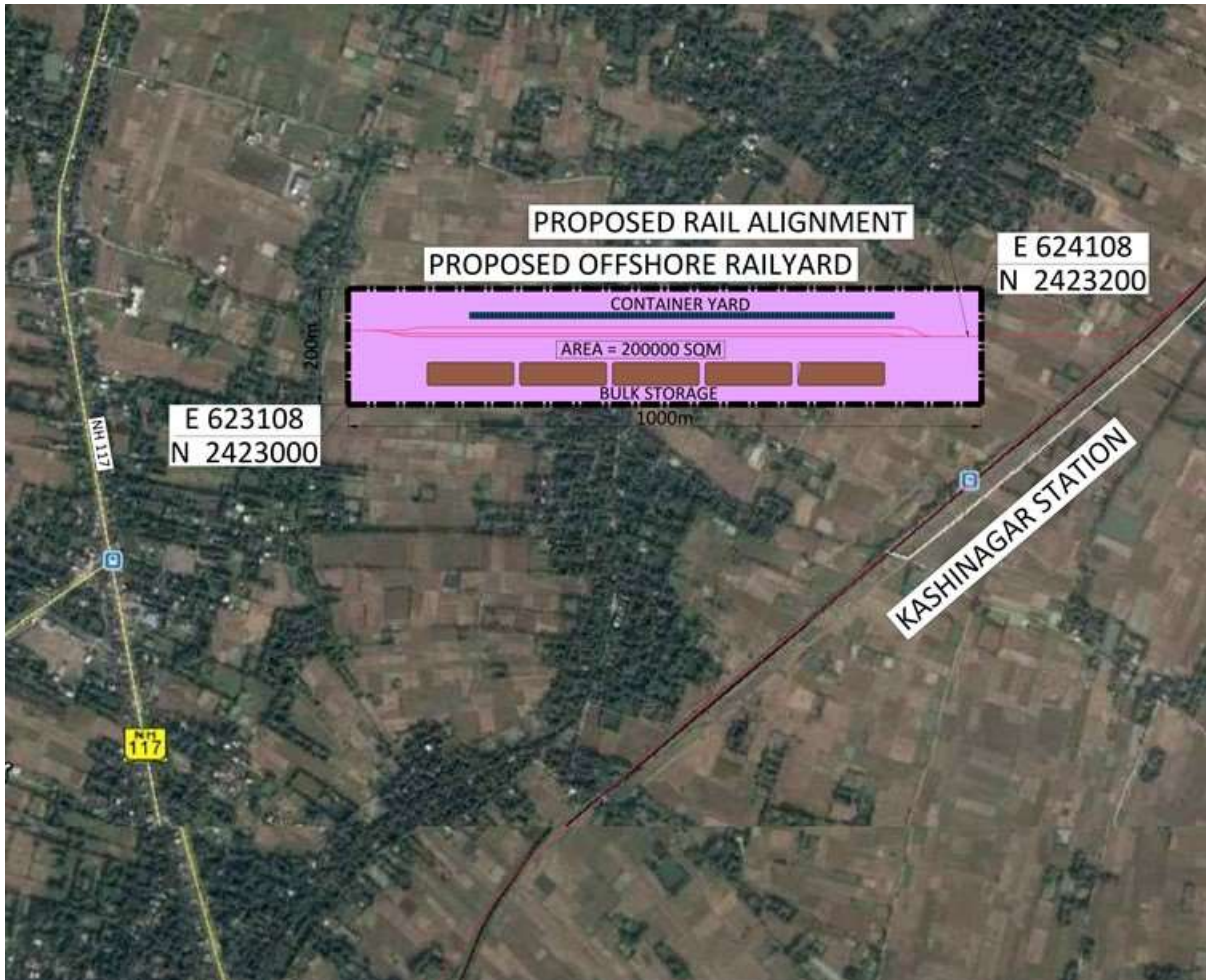 PROPOSED RAIL ALIGNMENT
PROPOSED OFFSHORE RAILYARD
E 624108
N 2423200
CONTAINER YARD
200m
AREA = 200000 SQM
BULK STORAGE
1000m
E 623108
N 2423000
NH 117
KASHINAGAR STATION
NH
117